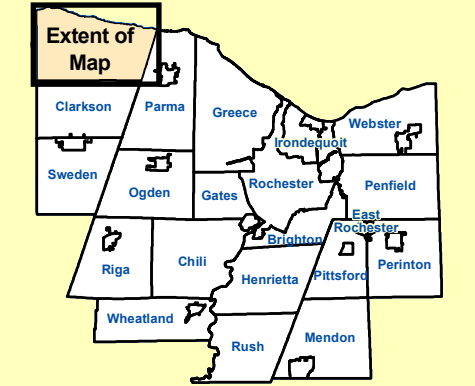 Extent of
Map
Clarkson
Parma
Greece
Webster
Irondequoit
Sweden
Ogden
Gates
Rochester
Penfield
East
Rochester
Brighton
Riga
Chili
Henrietta
Pittsford
Perinton
Wheatland
Rush
Mendon